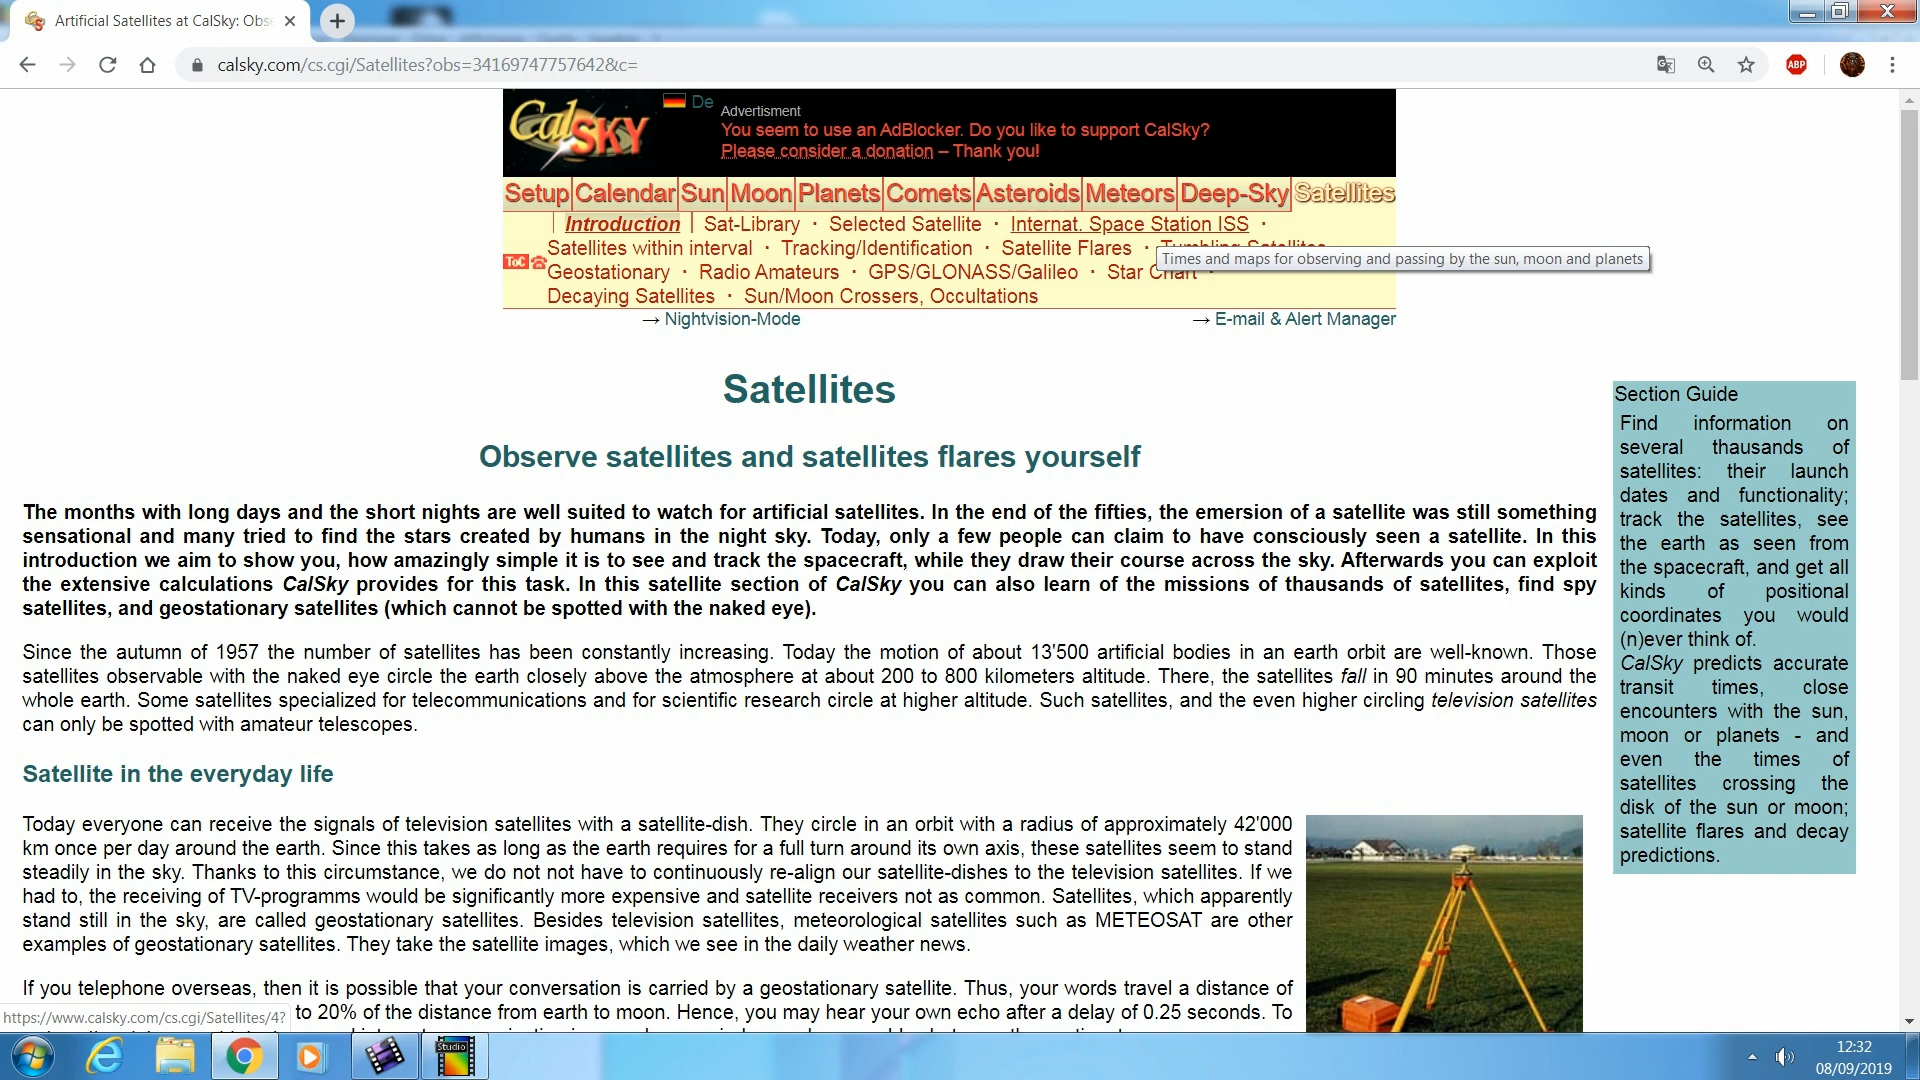 Artificial Satellites at CalSky: Obs
calsky.com/cs.cgi/Satellites?obs=34169747757642&c=
ABP
CalSKY
De
Advertisment
You seem to use an AdBlocker. Do you like to support CalSky?
Please consider a donation – Thank you!
Setup Calendar Sun Moon Planets Comets Asteroids Meteors Deep-Sky Satellites
Introduction | Sat-Library · Selected Satellite · Internat. Space Station ISS ·
Satellites within interval · Tracking/Identification · Satellite Flares · Tumbling Satellites
Times and maps for observing and passing by the sun, moon and planets
ToC
Geostationary · Radio Amateurs · GPS/GLONASS/Galileo · Star Chart ·
Decaying Satellites · Sun/Moon Crossers, Occultations
→ Nightvision-Mode
→ E-mail & Alert Manager
Satellites
Observe satellites and satellites flares yourself
The months with long days and the short nights are well suited to watch for artificial satellites. In the end of the fifties, the emersion of a satellite was still something
sensational and many tried to find the stars created by humans in the night sky. Today, only a few people can claim to have consciously seen a satellite. In this
introduction we aim to show you, how amazingly simple it is to see and track the spacecraft, while they draw their course across the sky. Afterwards you can exploit
the extensive calculations CalSky provides for this task. In this satellite section of CalSky you can also learn of the missions of thausands of satellites, find spy
satellites, and geostationary satellites (which cannot be spotted with the naked eye).
Since the autumn of 1957 the number of satellites has been constantly increasing. Today the motion of about 13'500 artificial bodies in an earth orbit are well-known. Those
satellites observable with the naked eye circle the earth closely above the atmosphere at about 200 to 800 kilometers altitude. There, the satellites fall in 90 minutes around the
whole earth. Some satellites specialized for telecommunications and for scientific research circle at higher altitude. Such satellites, and the even higher circling television satellites
can only be spotted with amateur telescopes.
Satellite in the everyday life
Today everyone can receive the signals of television satellites with a satellite-dish. They circle in an orbit with a radius of approximately 42'000
km once per day around the earth. Since this takes as long as the earth requires for a full turn around its own axis, these satellites seem to stand
steadily in the sky. Thanks to this circumstance, we do not not have to continuously re-align our satellite-dishes to the television satellites. If we
had to, the receiving of TV-programms would be significantly more expensive and satellite receivers not as common. Satellites, which apparently
stand still in the sky, are called geostationary satellites. Besides television satellites, meteorological satellites such as METEOSAT are other
examples of geostationary satellites. They take the satellite images, which we see in the daily weather news.
If you telephone overseas, then it is possible that your conversation is carried by a geostationary satellite. Thus, your words travel a distance of
to 20% of the distance from earth to moon. Hence, you may hear your own echo after a delay of 0.25 seconds. To
Section Guide
Find information on
several thausands of
satellites: their launch
dates and functionality;
track the satellites, see
the earth as seen from
the spacecraft, and get all
kinds of positional
coordinates you would
(n)ever think of.
CalSky predicts accurate
transit times, close
encounters with the sun,
moon or planets - and
even the times of
satellites crossing the
disk of the sun or moon;
satellite flares and decay
predictions.
https://www.calsky.com/cs.cgi/Satellites/4?
Studio
12:32
08/09/2019